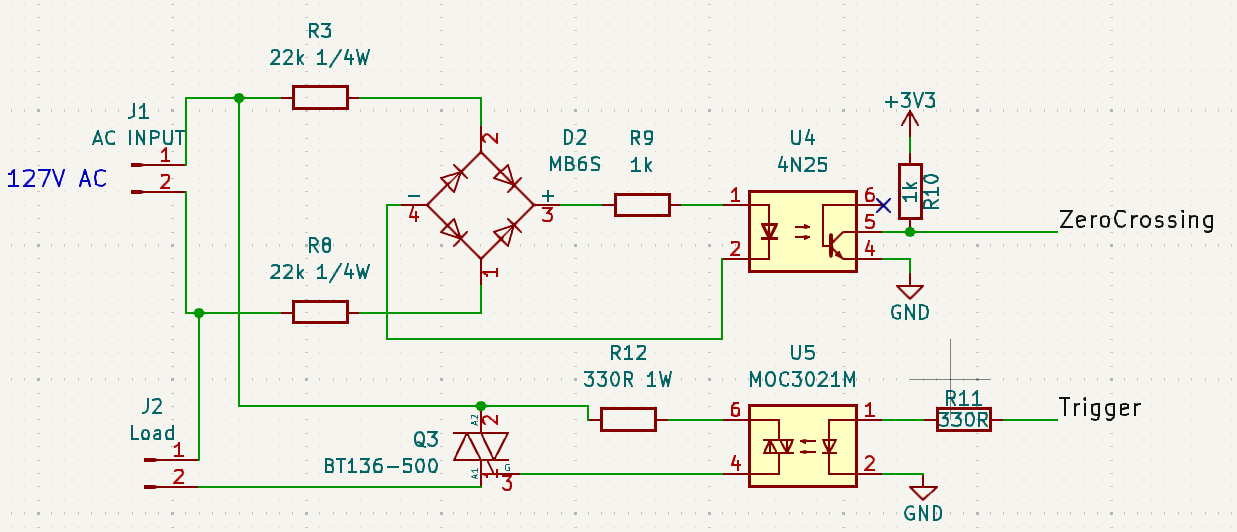 R3
22k 1/4W
J1
AC INPUT
1
2
127V AC
2
D2
MB6S
-
4
+
3
1
R9
1k
U4
4N25
1
2
6
5
4
+3V3
1k
R10
ZeroCrossing
GND
R8
22k 1/4W
J2
Load
1
2
Q3
BT136-500
A2
2
A1
1
G
3
R12
330R 1W
U5
MOC3021M
6
4
1
2
R11
330R
Trigger
GND